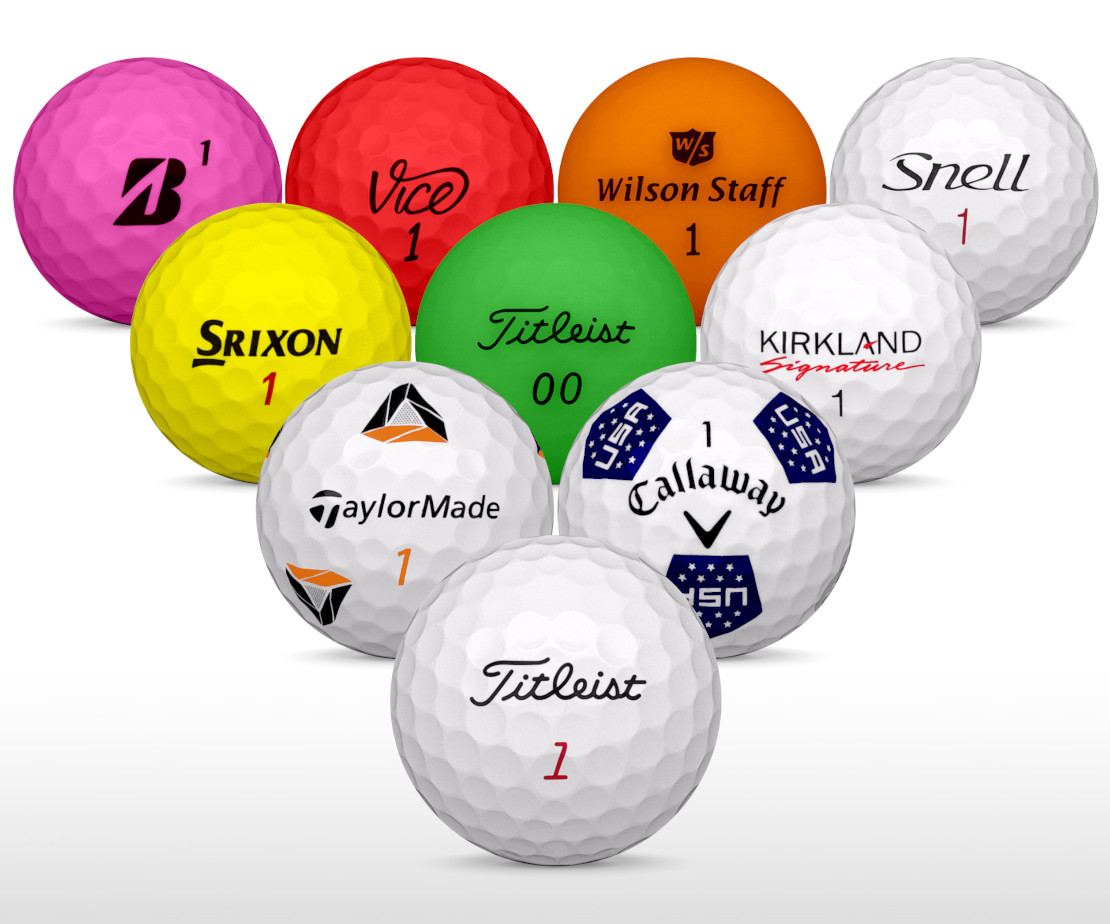 B 1
Vice
1
W/S
Wilson Staff
1
Snell
1
SRIXON
1
Titleist
00
KIRKLAND
Signature
1
TaylorMade
1
USA
USA
1
Callaway
USA
Titleist
1